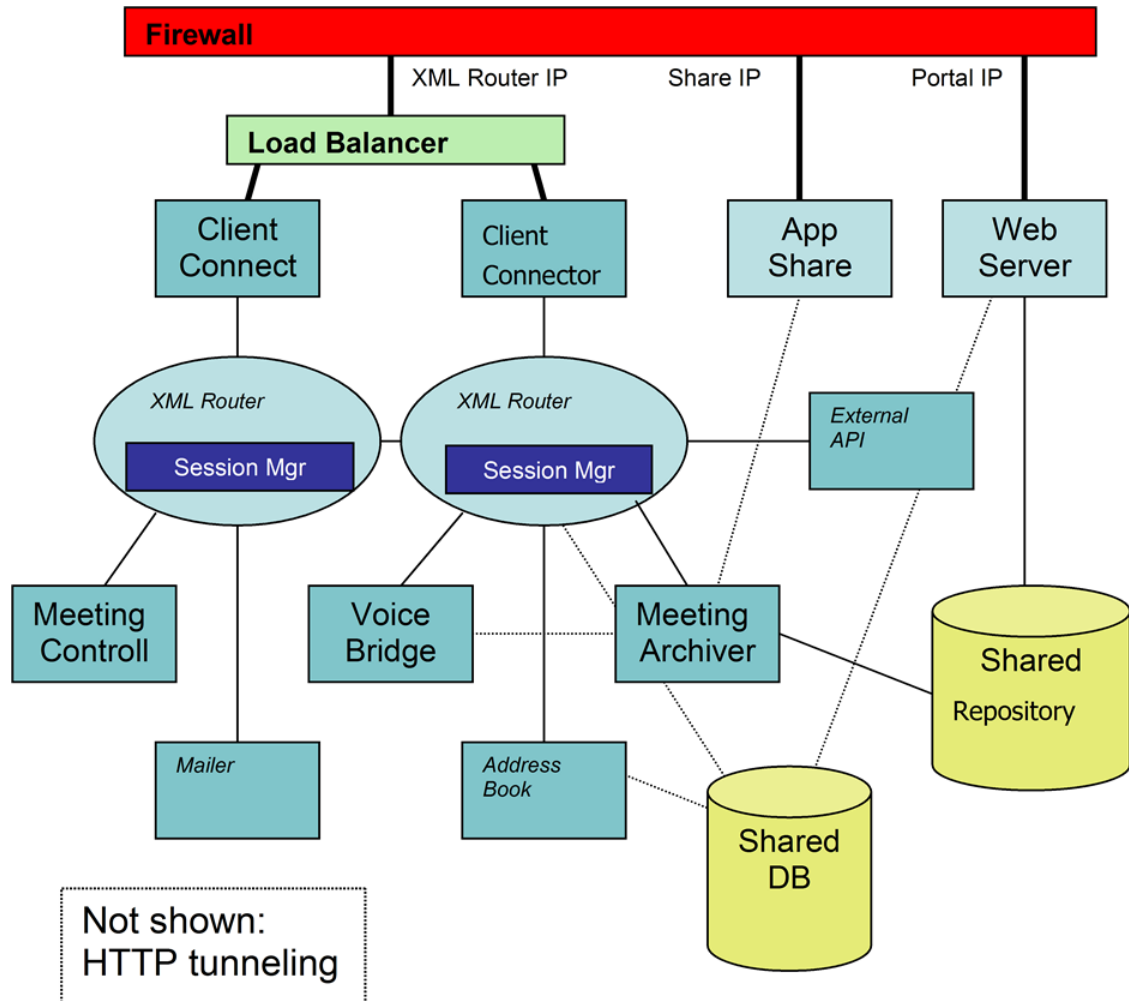 Firewall
XML Router IP
Share IP
Portal IP
Load Balancer
Client
Connect
Client
Connector
App
Share
Web
Server
XML Router
Session Mgr
XML Router
Session Mgr
External
API
Meeting
Controll
Voice
Bridge
Meeting
Archiver
Shared
Repository
Mailer
Address
Book
Shared
DB
Not shown:
HTTP tunneling